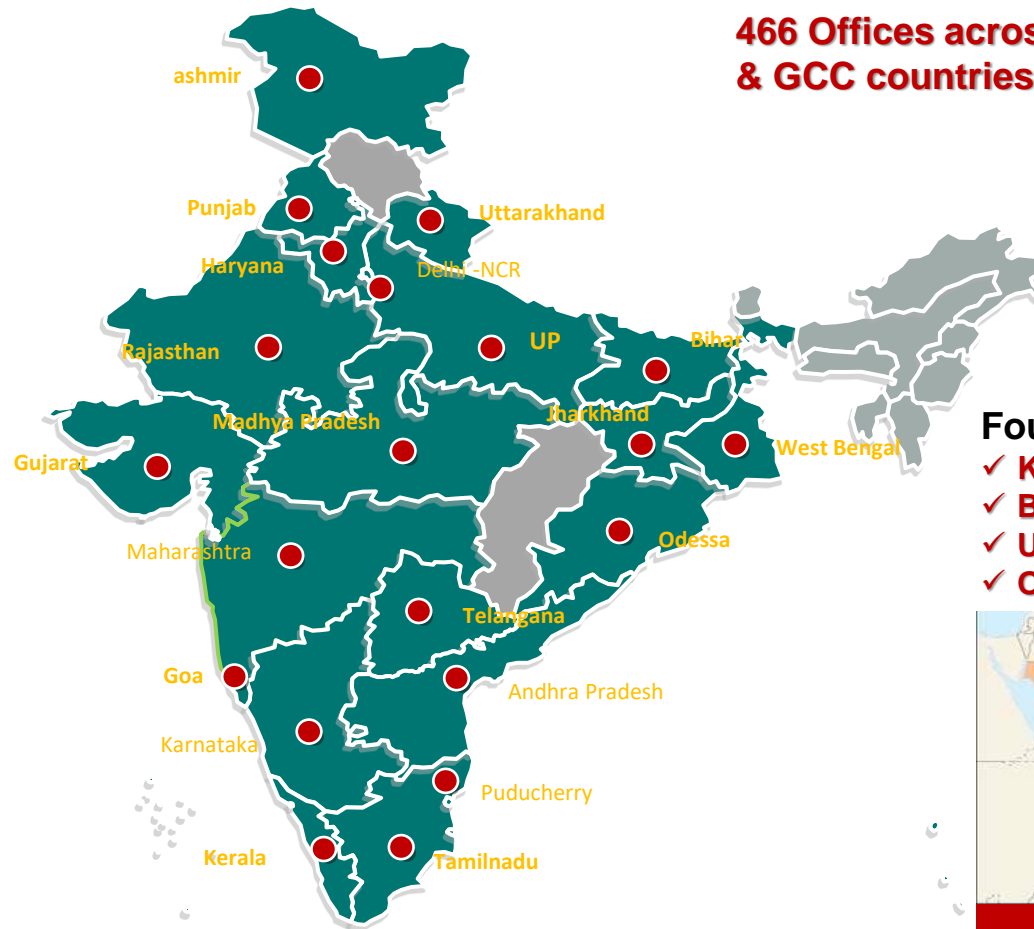 466 Offices acros
& GCC countries
ashmir
Punjab
Uttarakhand
Haryana
Delhi -NCR
UP
Bihar
Rajasthan
Madhya Pradesh
Jharkhand
West Bengal
Gujarat
Fou
✓ K
✓ B
✓ U
✓ C
Maharashtra
Odessa
Telangana
Goa
Andhra Pradesh
Karnataka
Puducherry
Kerala
Tamilnadu